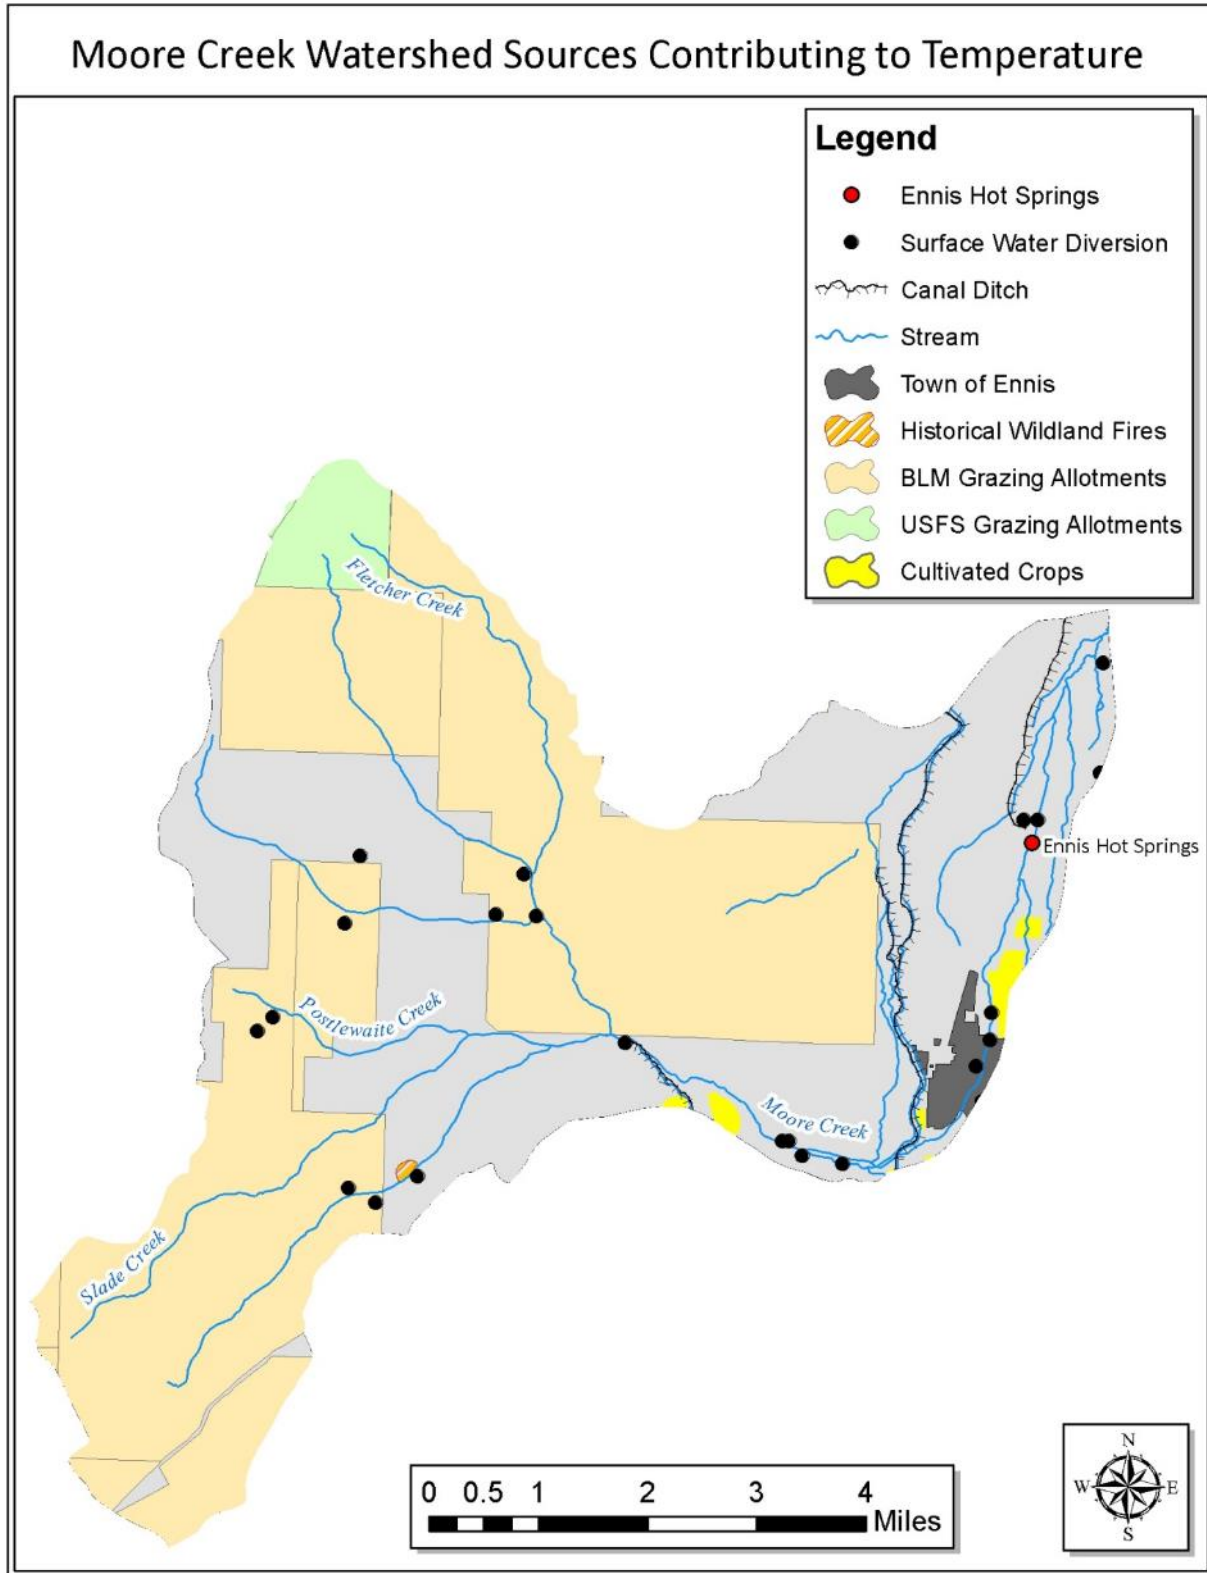 Moore Creek Watershed Sources Contributing to Temperature
Legend
Ennis Hot Springs
Surface Water Diversion
Canal Ditch
Stream
Town of Ennis
Historical Wildland Fires
BLM Grazing Allotments
USFS Grazing Allotments
Cultivated Crops
Fletcher Creek
Ennis Hot Springs
Postlewaite Creek
Moore Creek
Slade Creek
0 0.5 1 2 3 4
Miles
N
W E
S